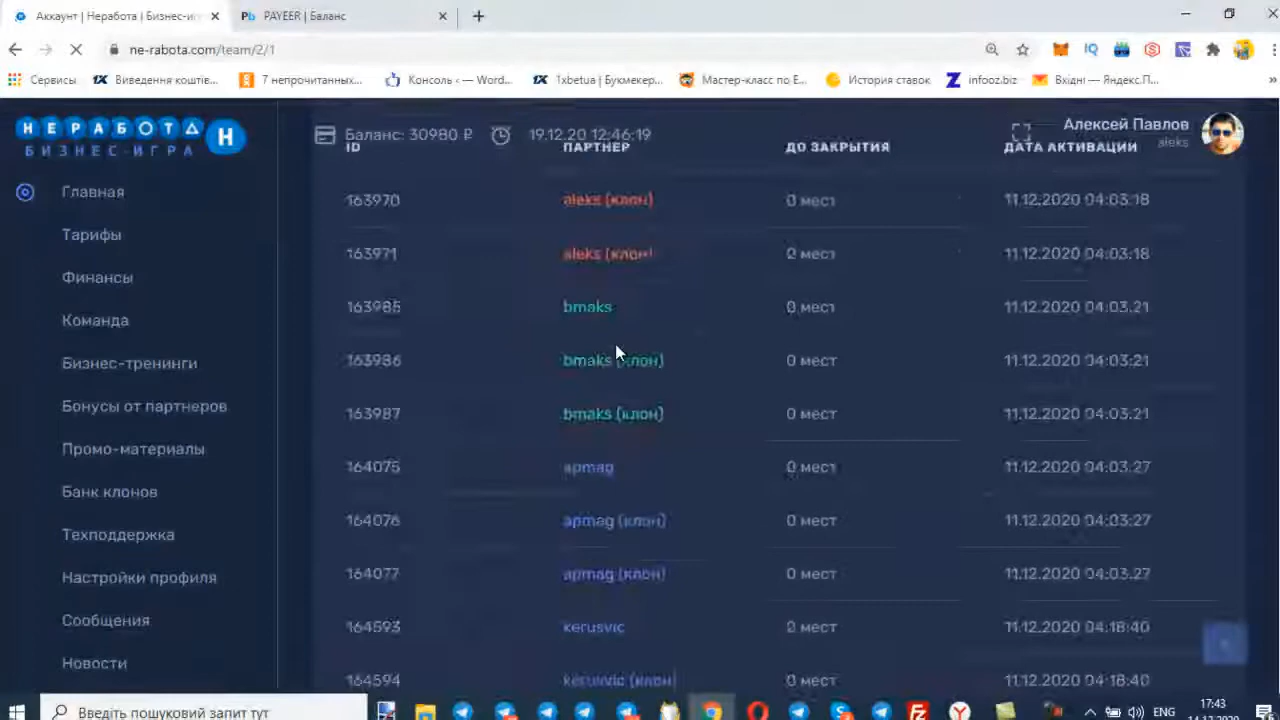 Аккаунт | Неработа | Бизнес-иг
PAYEER | Баланс
ne-rabota.com/team/2/1
Сервисы
Виведення коштів...
7 непрочитанных...
Консоль ‹ — Word...
1xbetua | Букмекер...
Мастер-класс по Е...
История ставок
infooz.biz
Вхідні — Яндекс.П...
НЕРАБОТА
БИЗНЕС-ИГРА
Н
Баланс: 30980 ₽
19.12.20 12:46:19
Алексей Павлов
aleks
Главная
Тарифы
Финансы
Команда
Бизнес-тренинги
Бонусы от партнеров
Промо-материалы
Банк клонов
Техподдержка
Настройки профиля
Сообщения
Новости
ID ПАРТНЕР ДО ЗАКРЫТИЯ ДАТА АКТИВАЦИИ
163970 aleks (клон) 0 мест 11.12.2020 04:03:18
163971 aleks (клон) 0 мест 11.12.2020 04:03:18
163985 bmaks 0 мест 11.12.2020 04:03:21
163986 bmaks (клон) 0 мест 11.12.2020 04:03:21
163987 bmaks (клон) 0 мест 11.12.2020 04:03:21
164075 apmag 0 мест 11.12.2020 04:03:27
164076 apmag (клон) 0 мест 11.12.2020 04:03:27
164077 apmag (клон) 0 мест 11.12.2020 04:03:27
164593 kerusvic 0 мест 11.12.2020 04:18:40
164594 kerusvic (клон) 0 мест 11.12.2020 04:18:40
Введіть пошуковий запит тут
ENG
17:43
14.12.2020